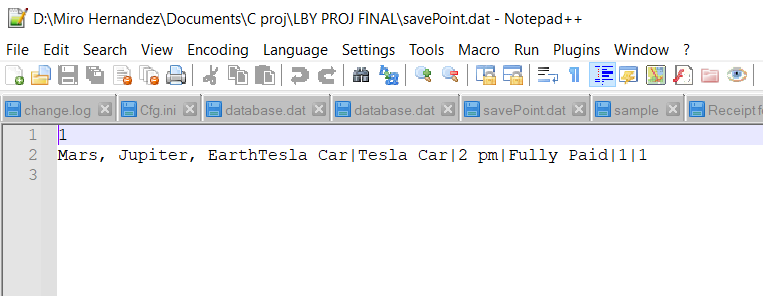 D:\Miro Hernandez\Documents\C proj\LBY PROJ FINAL\savePoint.dat - Notepad++
File Edit Search View Encoding Language Settings Tools Macro Run Plugins Window ?
change.log Cfg.ini database.dat database.dat savePoint.dat sample Receiptf
1 1
2 Mars, Jupiter, EarthTesla Car|Tesla Car|2 pm|Fully Paid|1|1
3